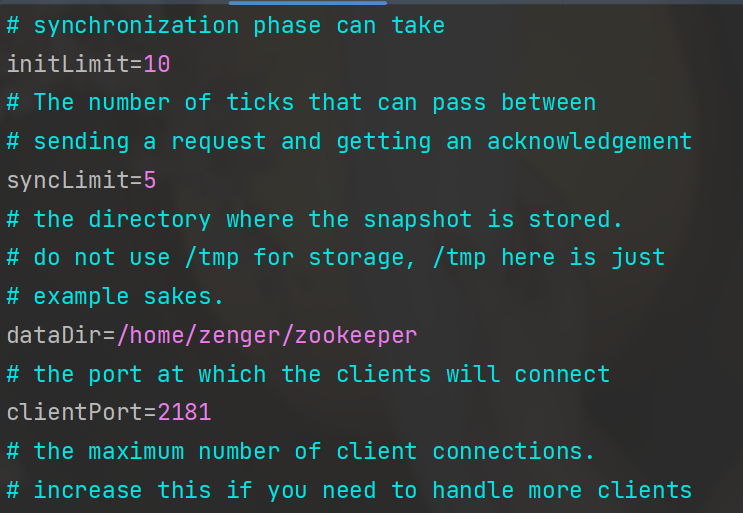 # synchronization phase can take
initLimit=10
# The number of ticks that can pass between
# sending a request and getting an acknowledgement
syncLimit=5
# the directory where the snapshot is stored.
# do not use /tmp for storage, /tmp here is just
# example sakes.
dataDir=/home/zenger/zookeeper
# the port at which the clients will connect
clientPort=2181
# the maximum number of client connections.
# increase this if you need to handle more clients